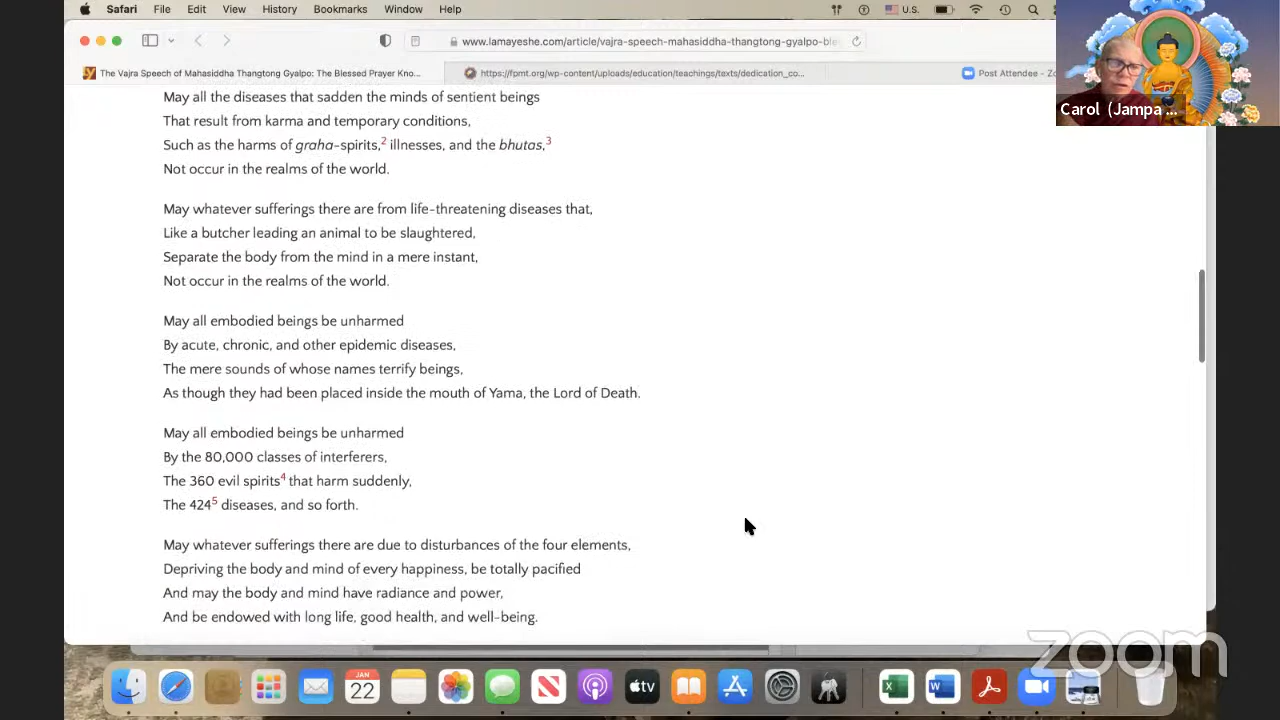 Safari File Edit View History Bookmarks Window Help U.S.
www.lamayeshe.com/article/vajra-speech-mahasiddha-thangtong-gyalpo-ble
The Vajra Speech of Mahasiddha Thangtong Gyalpo: The Blessed Prayer Kno...
https://fpmt.org/wp-content/uploads/education/teachings/texts/dedication_co...
Post Attendee - Zo
Carol (Jampa ...
May all the diseases that sadden the minds of sentient beings
That result from karma and temporary conditions,
Such as the harms of graha-spirits,2 illnesses, and the bhutas,3
Not occur in the realms of the world.
May whatever sufferings there are from life-threatening diseases that,
Like a butcher leading an animal to be slaughtered,
Separate the body from the mind in a mere instant,
Not occur in the realms of the world.
May all embodied beings be unharmed
By acute, chronic, and other epidemic diseases,
The mere sounds of whose names terrify beings,
As though they had been placed inside the mouth of Yama, the Lord of Death.
May all embodied beings be unharmed
By the 80,000 classes of interferers,
The 360 evil spirits4 that harm suddenly,
The 4245 diseases, and so forth.
May whatever sufferings there are due to disturbances of the four elements,
Depriving the body and mind of every happiness, be totally pacified
And may the body and mind have radiance and power,
And be endowed with long life, good health, and well-being.
zoom
JAN
22
tv